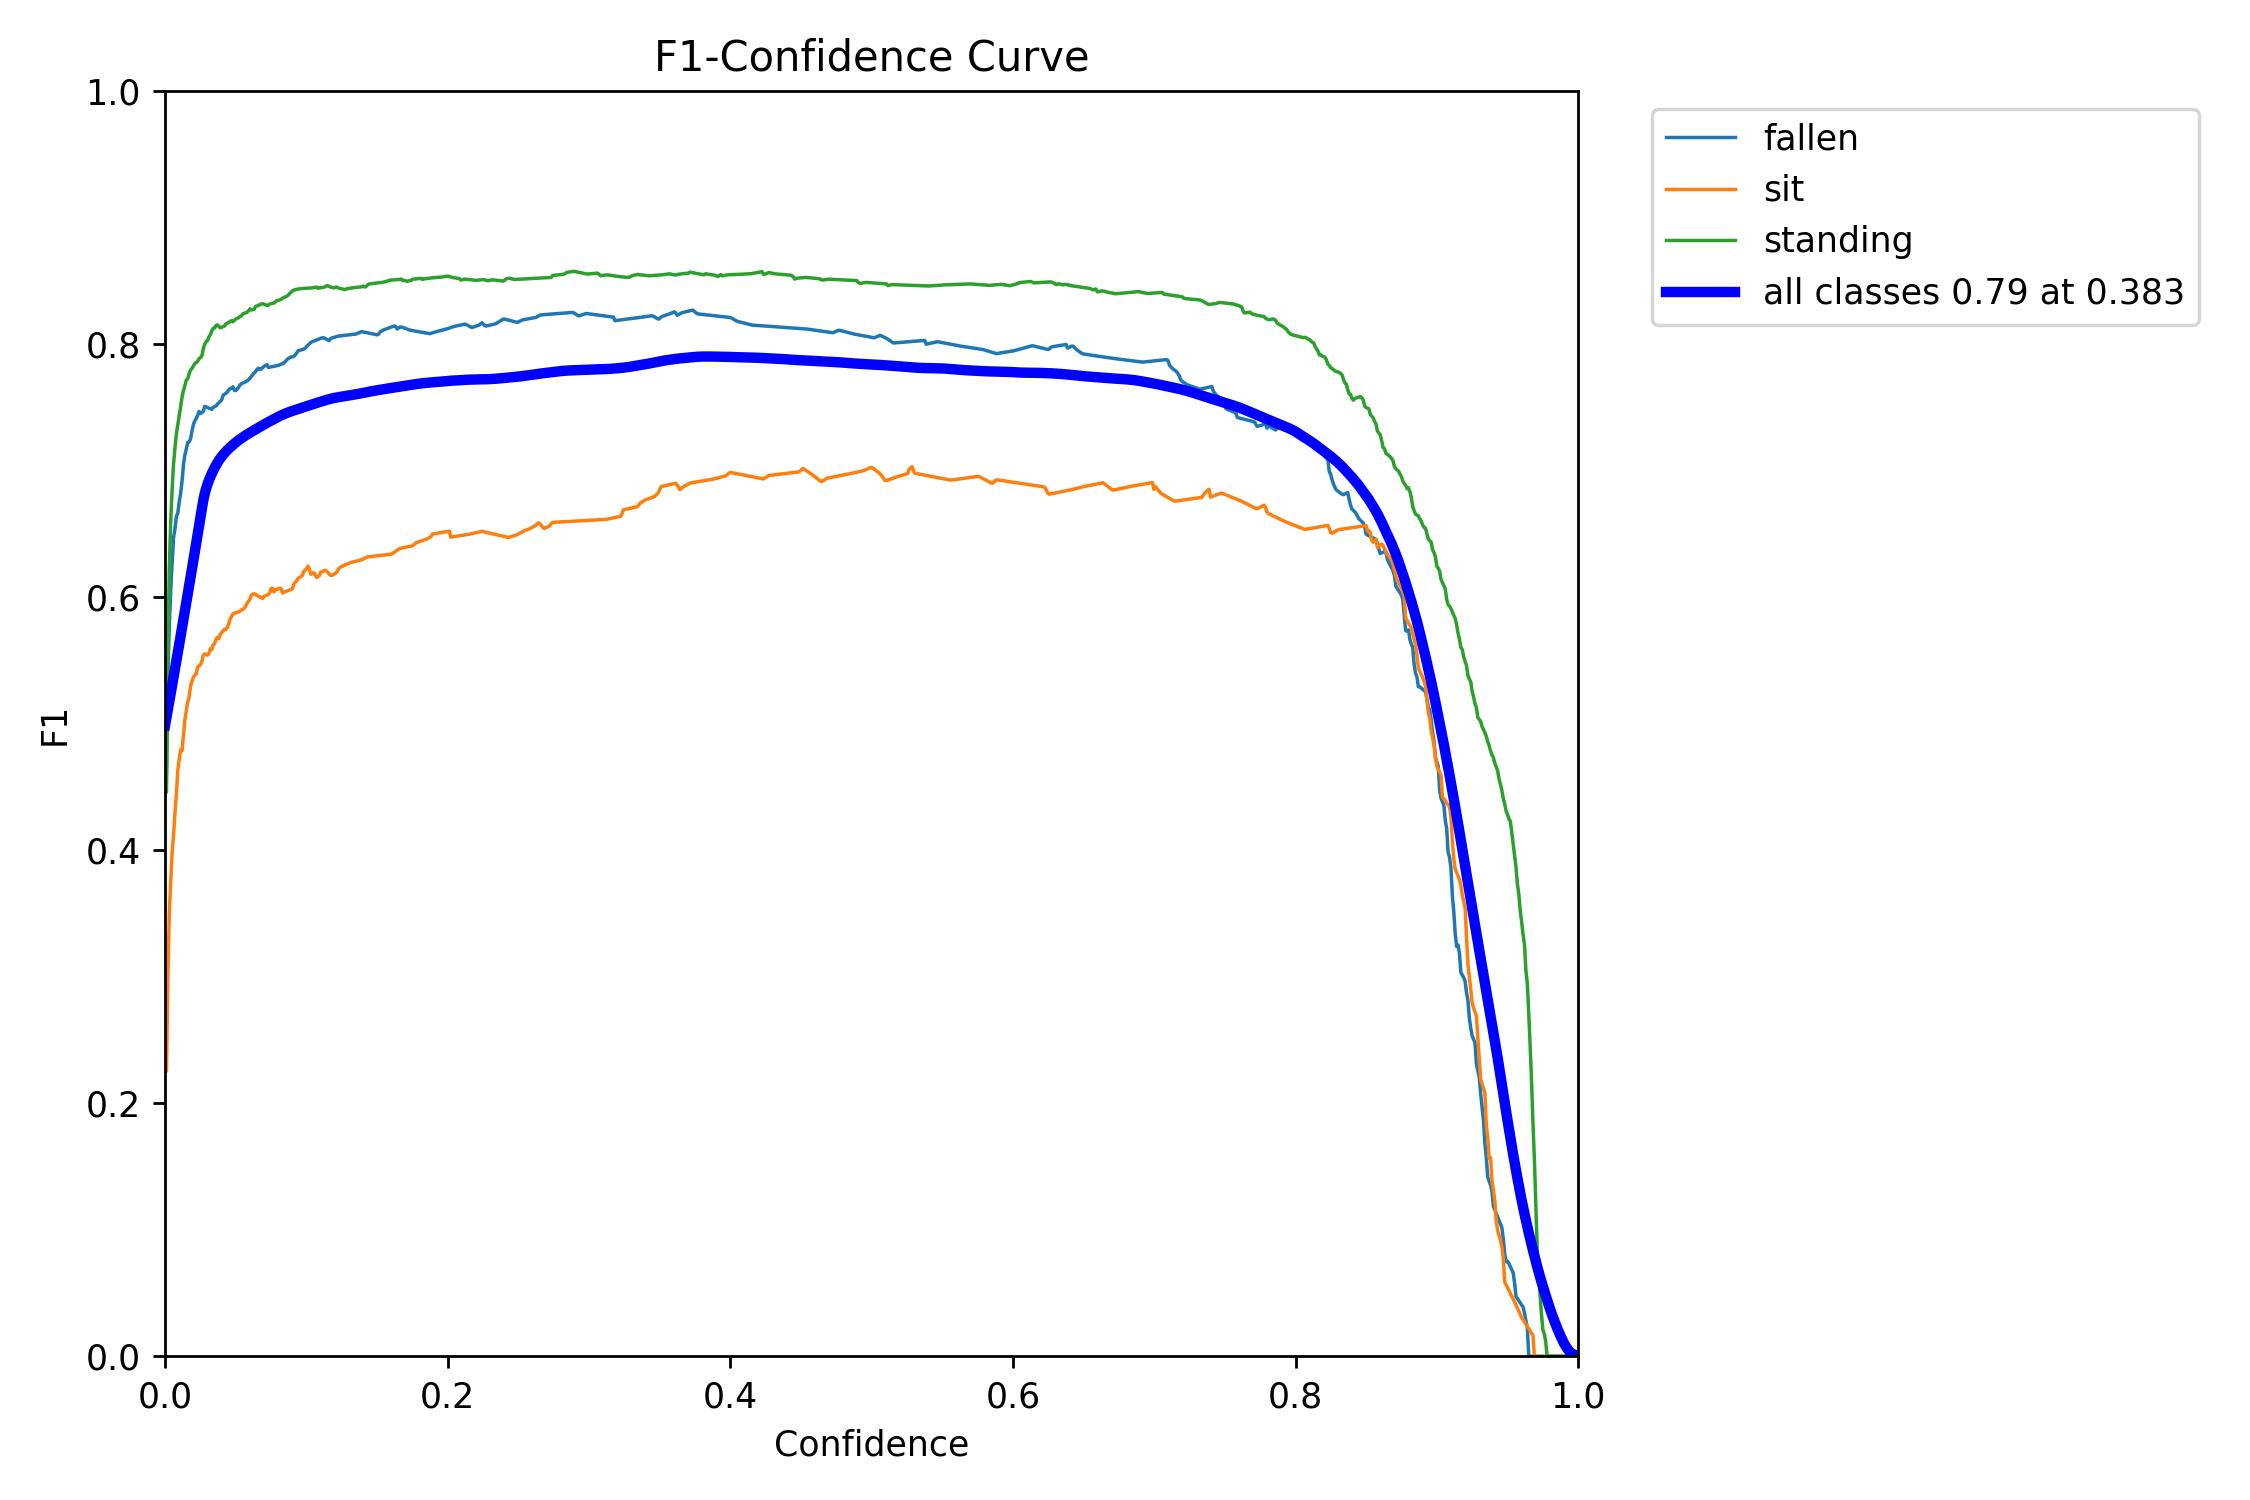 F1-Confidence Curve
1.0
0.8
0.6
0.4
0.2
0.0
F1
0.0 0.2 0.4 0.6 0.8 1.0
Confidence
fallen
sit
standing
all classes 0.79 at 0.383